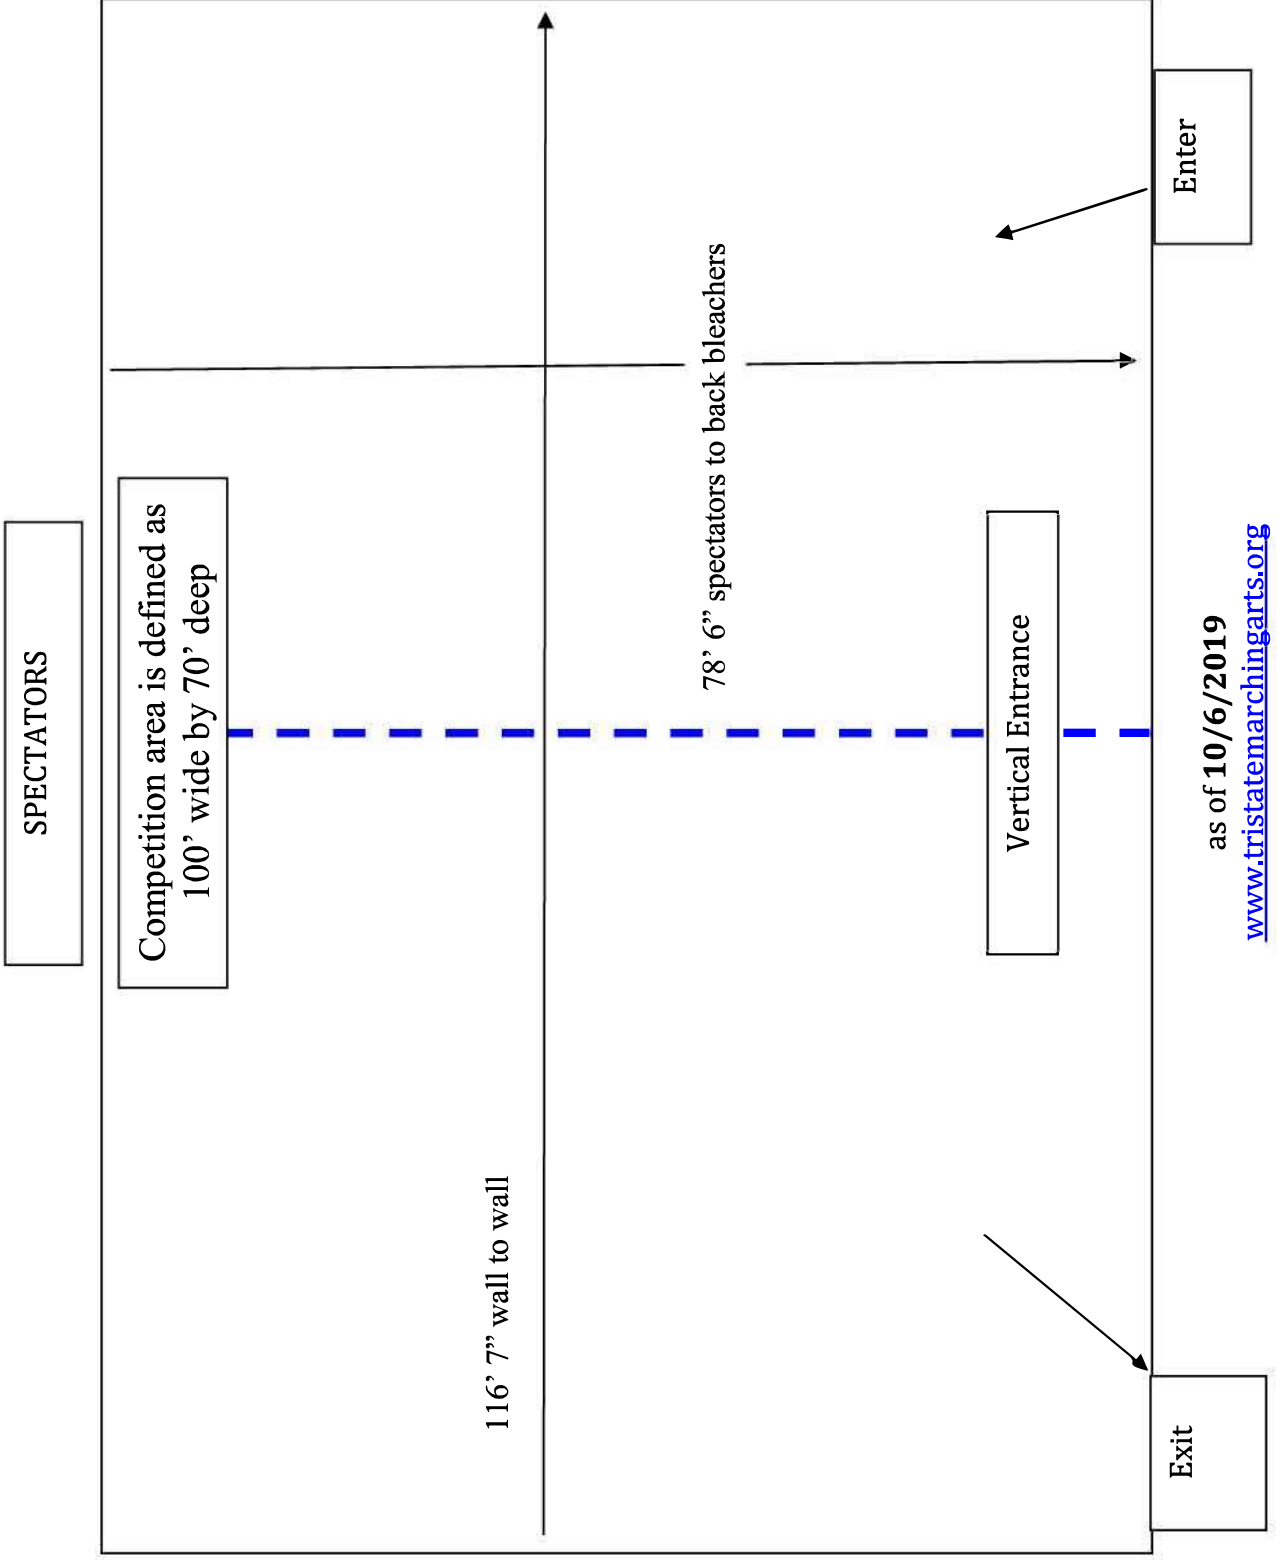 SPECTATORS
Competition area is defined as
100’ wide by 70’ deep
116’ 7” wall to wall
78’ 6” spectators to back bleachers
Vertical Entrance
Exit
Enter
as of 10/6/2019
www.tristatemarchingarts.org